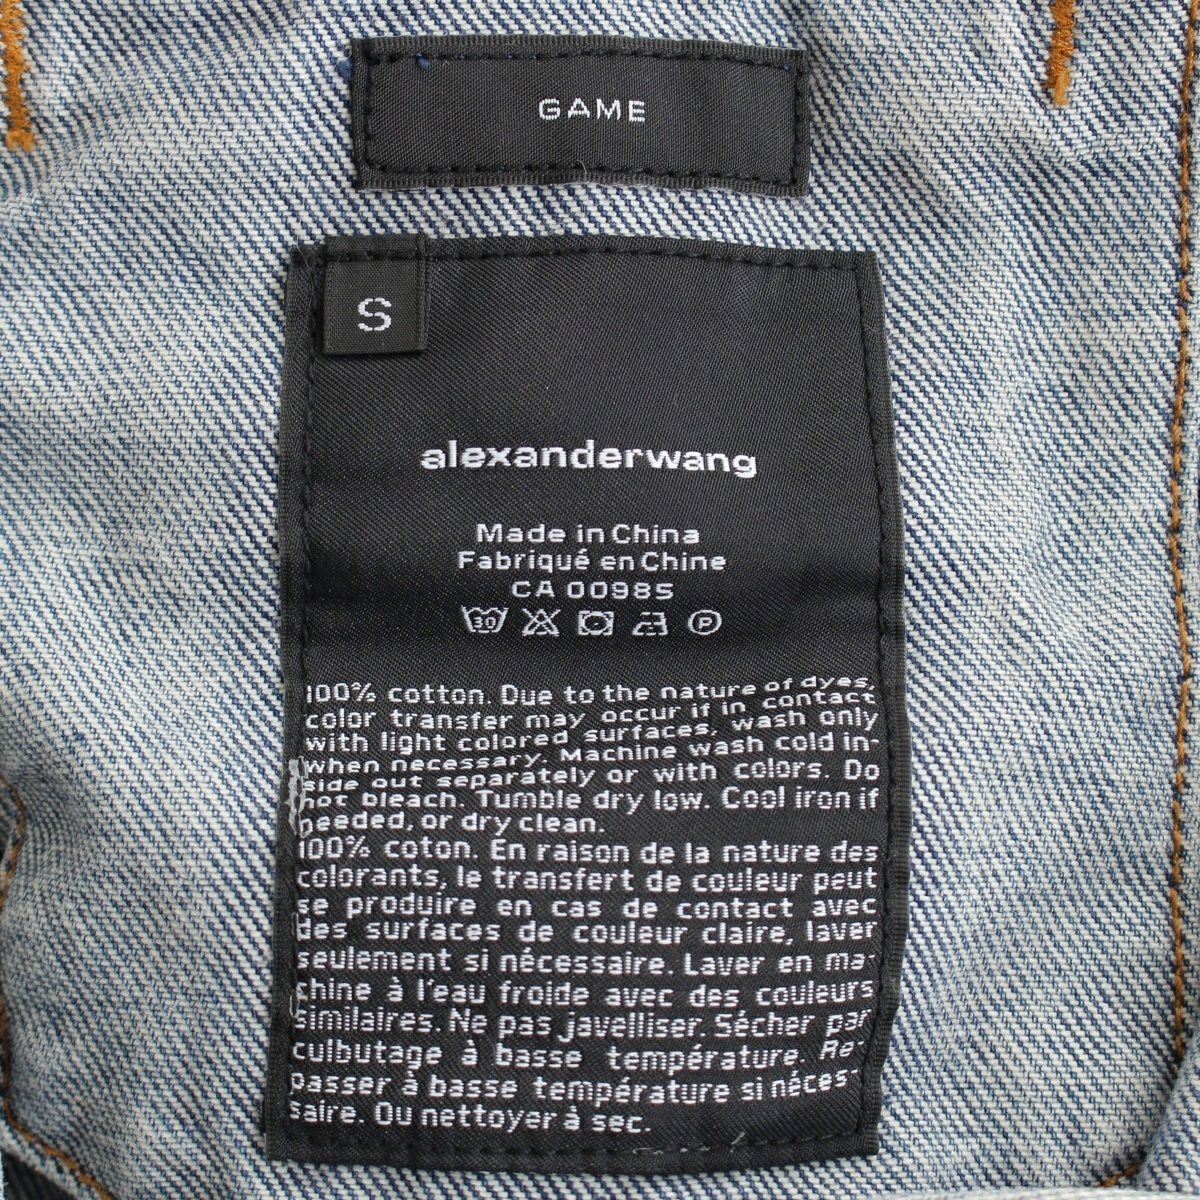 GAME
S
alexanderwang
Made in China
Fabriqué en Chine
CA 00985
30
P
100% cotton. Due to the nature of dyes,
color transfer may occur if in contact
with light colored surfaces, wash only
when necessary. Machine wash cold in-
side out separately or with colors. Do
not bleach. Tumble dry low. Cool iron if
needed, or dry clean.
100% coton. En raison de la nature des
colorants, le transfert de couleur peut
se produire en cas de contact avec
des surfaces de couleur claire, laver
seulement si nécessaire. Laver en ma-
chine à l'eau froide avec des couleurs
similaires. Ne pas javelliser. Sécher par
culbutage à basse température. Re-
passer à basse température si néces-
saire. Ou nettoyer à sec.